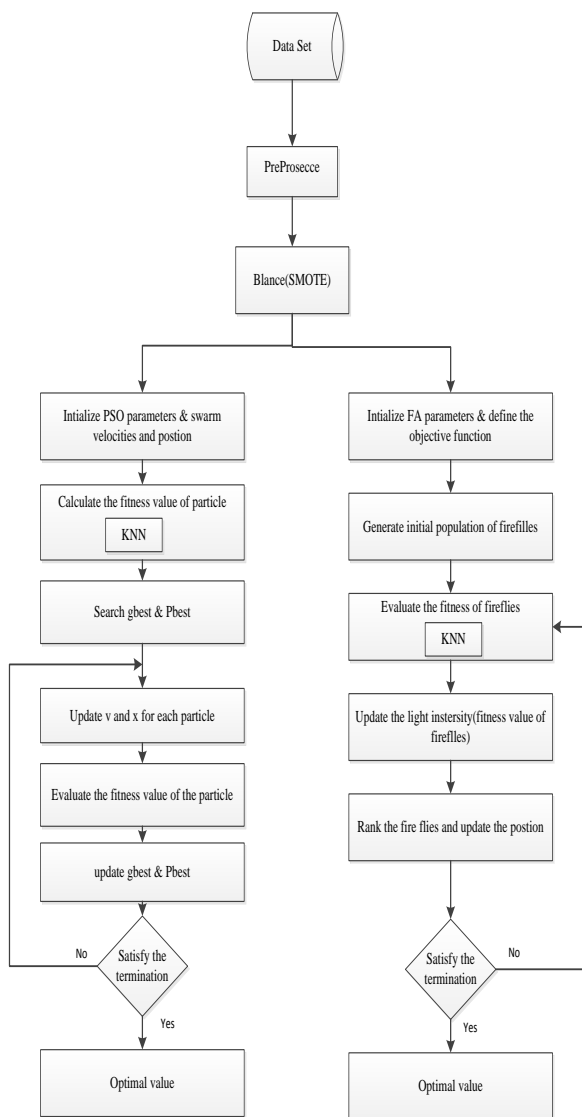 Data Set
PreProsecce
Blance(SMOTE)
Intialize PSO parameters & swarm
velocities and postion
Calculate the fitness value of particle
KNN
Search gbest & Pbest
Update v and x for each particle
Evaluate the fitness value of the particle
update gbest & Pbest
No
Satisfy the
termination
Yes
Optimal value
Intialize FA parameters & define the
objective function
Generate initial population of firefilles
Evaluate the fitness of fireflies
KNN
Update the light instersity(fitness value of
fireflles)
Rank the fire flies and update the postion
Satisfy the
termination
No
Yes
Optimal value